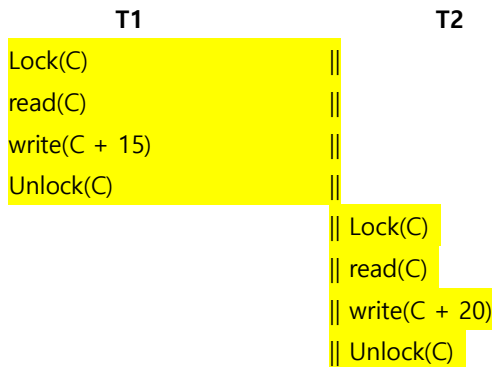 T1 T2
Lock(C) ||
read(C) ||
write(C + 15) ||
Unlock(C) ||
|| Lock(C)
|| read(C)
|| write(C + 20)
|| Unlock(C)